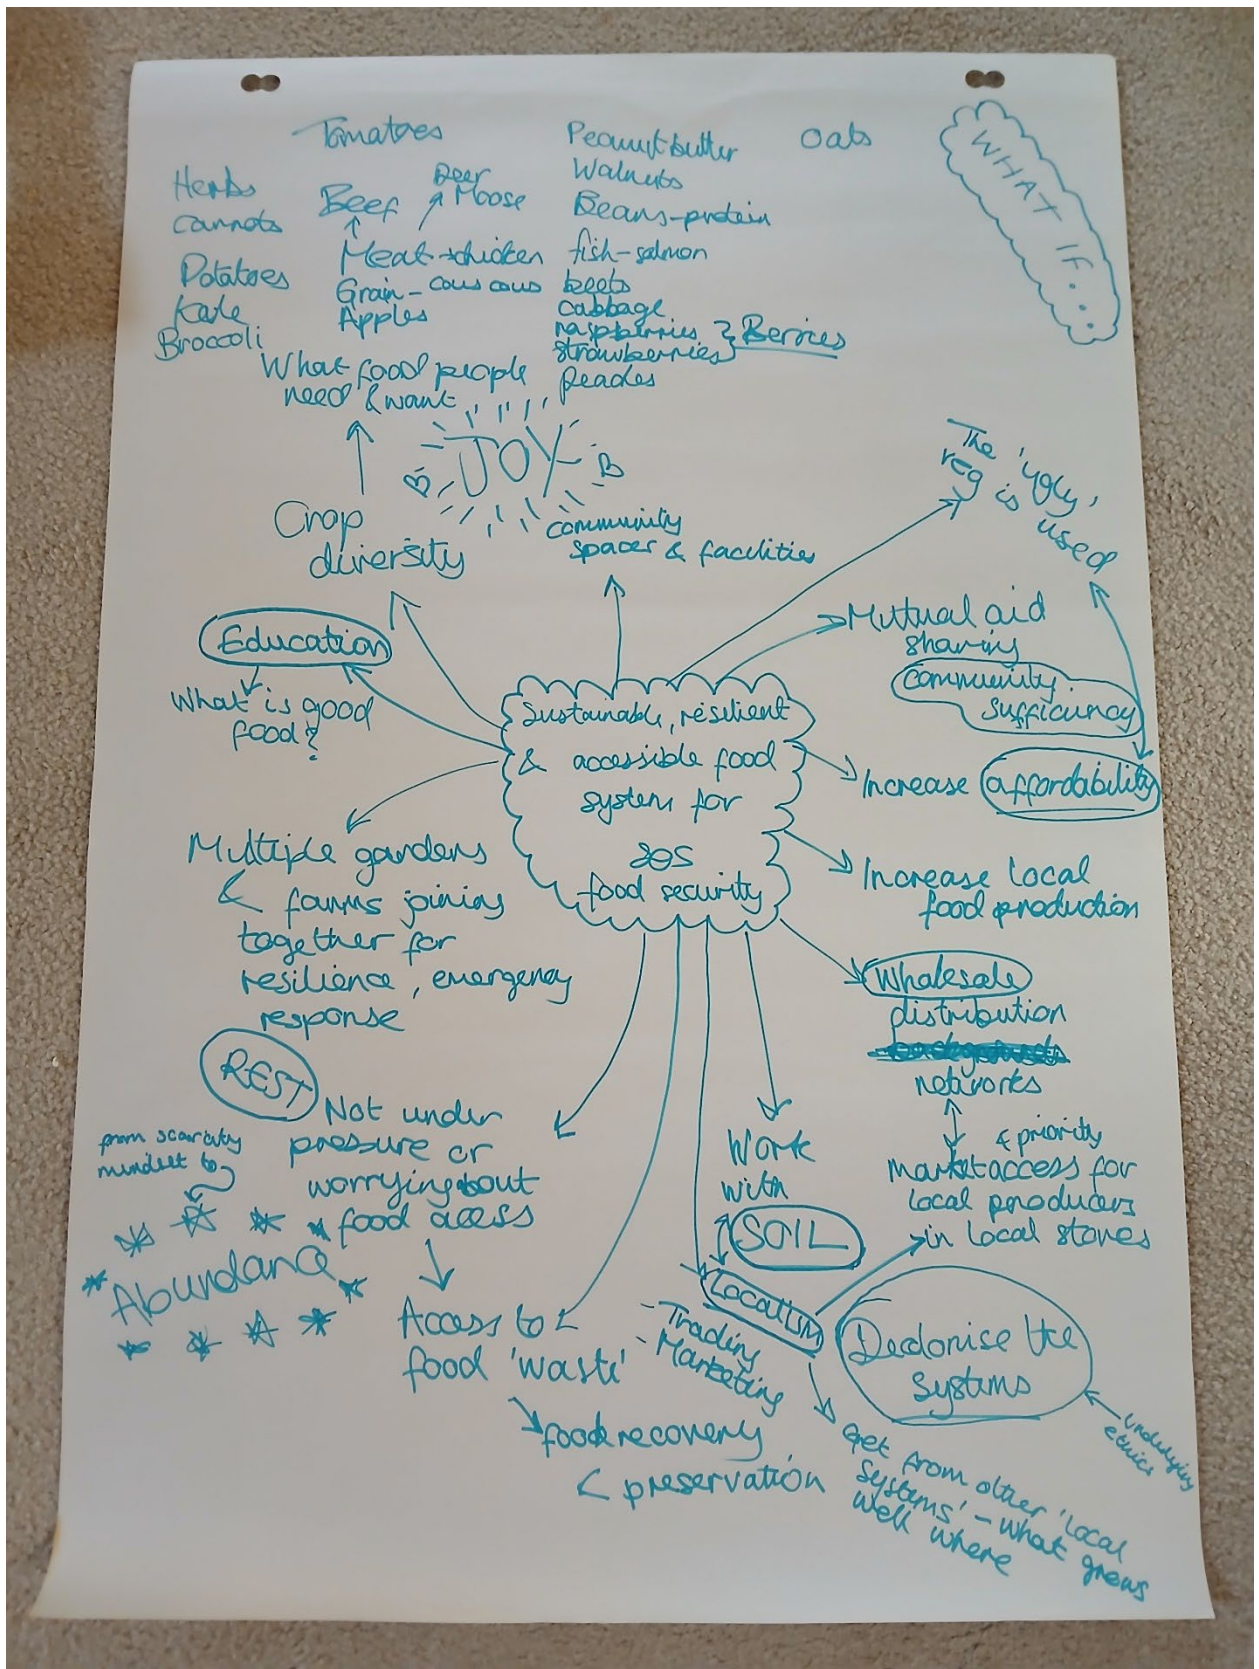 Tomatoes
Peanut butter
Oats
WHAT IF....
Herbs
Carrots
Potatoes
Kale
Broccoli
Beef
Deer
Moose
Meat → chicken
Grain - cous cous
Apples
Walnuts
Beans - protein
fish - salmon
beets
cabbage
raspberries } Berries
strawberries
peaches
What food people
need & want
JOY
Crop
diversity
community
spaces & facilities
The 'ugly'
veg is used
Education
What is good
food?
Mutual aid
sharing
Community
sufficiency
Sustainable, resilient
& accessible food
system for
SOS
food security
Increase affordability
Increase local
food production
Multiple gardens
& farms joining
together for
resilience, emergency
response
Wholesale
distribution
networks
& priority
market access for
local producers
in local stores
REST
Not under
pressure or
worrying about
food access
from scarcity
mindset to
Abundance
Work
with
SOIL
Localism
- Trading
- Marketing
Decolonise the
systems
underlying
ethics
Access to
food 'waste'
food recovery
& preservation
get from other 'local
systems' - what grows
well where